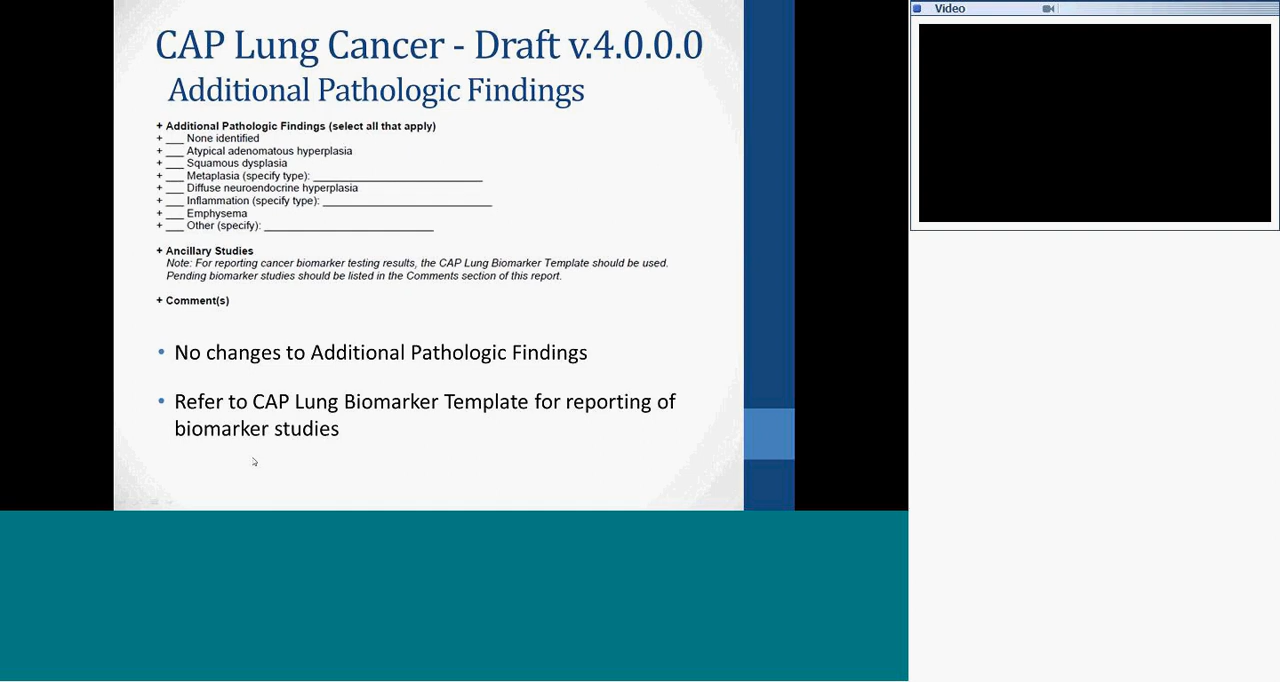 CAP Lung Cancer - Draft v.4.0.0.0
Additional Pathologic Findings
+ Additional Pathologic Findings (select all that apply)
+ ___ None identified
+ ___ Atypical adenomatous hyperplasia
+ ___ Squamous dysplasia
+ ___ Metaplasia (specify type): ____________________________
+ ___ Diffuse neuroendocrine hyperplasia
+ ___ Inflammation (specify type): ____________________________
+ ___ Emphysema
+ ___ Other (specify): ____________________________
+ Ancillary Studies
Note: For reporting cancer biomarker testing results, the CAP Lung Biomarker Template should be used.
Pending biomarker studies should be listed in the Comments section of this report.
+ Comment(s)
• No changes to Additional Pathologic Findings
• Refer to CAP Lung Biomarker Template for reporting of
biomarker studies
Video